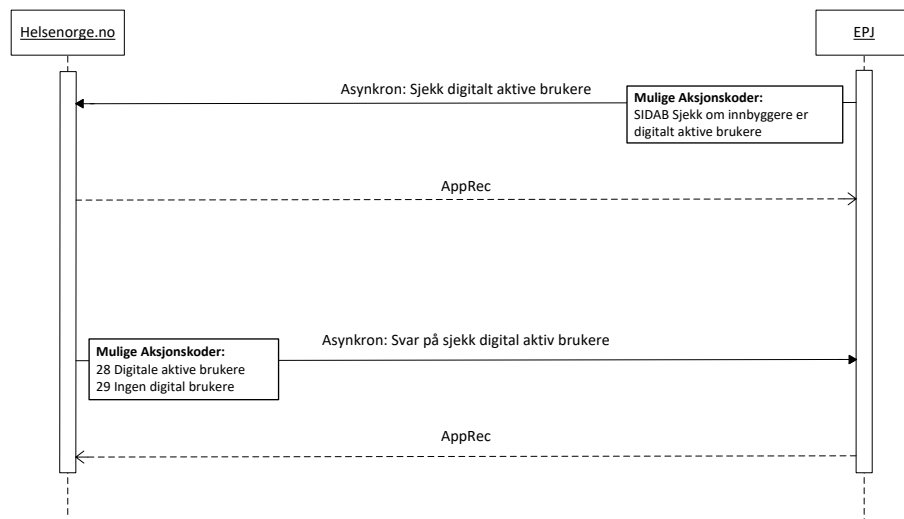 Helsenorge.no
EPJ
Asynkron: Sjekk digitalt aktive brukere
Mulige Aksjonskoder:
SIDAB Sjekk om innbyggere er
digitalt aktive brukere
AppRec
Asynkron: Svar på sjekk digital aktiv brukere
Mulige Aksjonskoder:
28 Digitale aktive brukere
29 Ingen digital brukere
AppRec